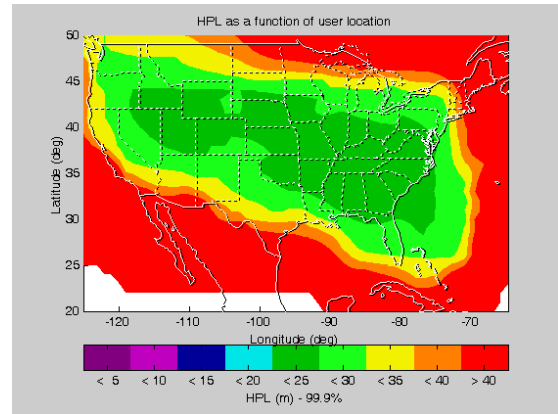 HPL as a function of user location
Latitude (deg)
50
45
40
35
30
25
20
-120 -110 -100 -90 -80 -70
Longitude (deg)
< 5 < 10 < 15 < 20 < 25 < 30 < 35 < 40 > 40
HPL (m) - 99.9%